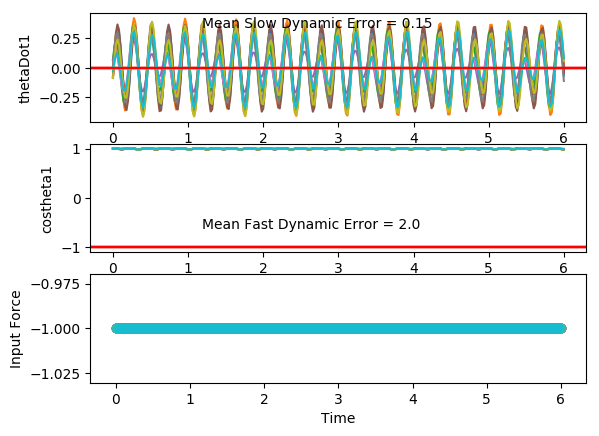 Mean Slow Dynamic Error = 0.15
0.25
0.00
−0.25
thetaDot1
0 1 2 3 4 5 6
1
0
−1
costheta1
Mean Fast Dynamic Error = 2.0
0 1 2 3 4 5 6
−0.975
−1.000
−1.025
Input Force
0 1 2 3 4 5 6
Time